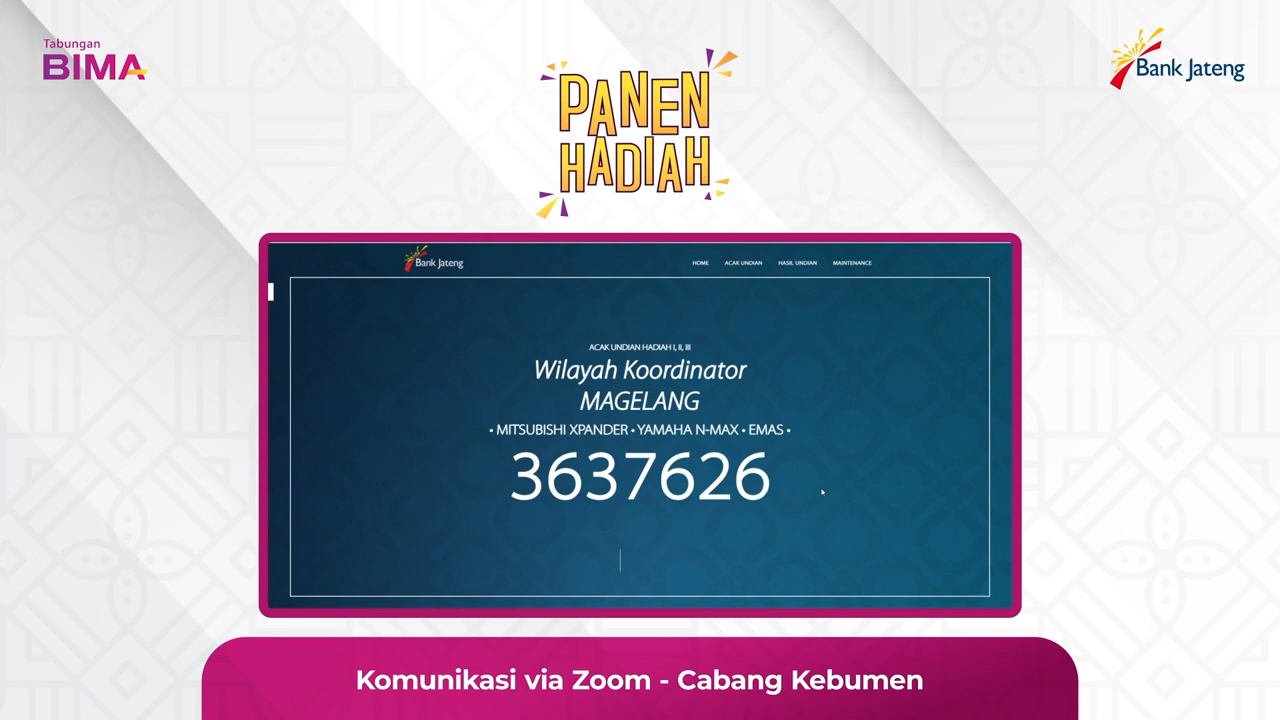 Tabungan
BIMA
Bank Jateng
PANEN
HADIAH
Bank Jateng
HOME ACAK UNDIAN HASIL UNDIAN MAINTENANCE
ACAK UNDIAN HADIAH I, II, III
Wilayah Koordinator
MAGELANG
• MITSUBISHI XPANDER • YAMAHA N-MAX • EMAS •
3637626
Komunikasi via Zoom - Cabang Kebumen